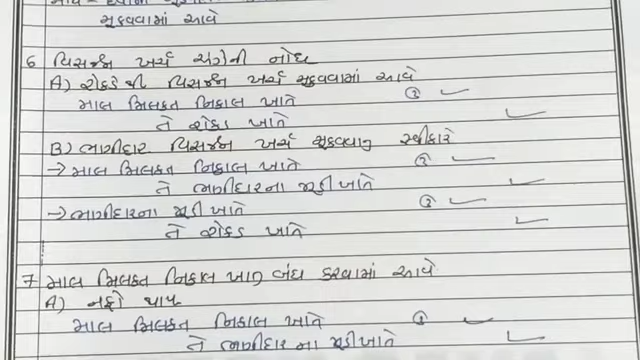 ચૂકવવામાં આવે
6 વિસર્જન ખર્ચ અંગેની નોંધ
A) રોકડેથી વિસર્જન ખર્ચ ચૂકવવામાં આવે
માલ મિલકત નિકાલ ખાતે ઉ ✓
તે રોકડ ખાતે ✓
B) ભાગીદાર વિસર્જન ખર્ચ ચૂકવવાનું સ્વીકારે
→ માલ મિલકત નિકાલ ખાતે ઉ ✓
તે ભાગીદારના મૂડી ખાતે ✓
→ ભાગીદારના મૂડી ખાતે ઉ ✓
તે રોકડ ખાતે ✓
7 માલ મિલકત નિકાલ ખાતુ બંધ કરવામાં આવે
A) નફો થાય
માલ મિલકત નિકાલ ખાતે ઉ ✓
તે ભાગીદાર ના મૂડી ખાતે ✓